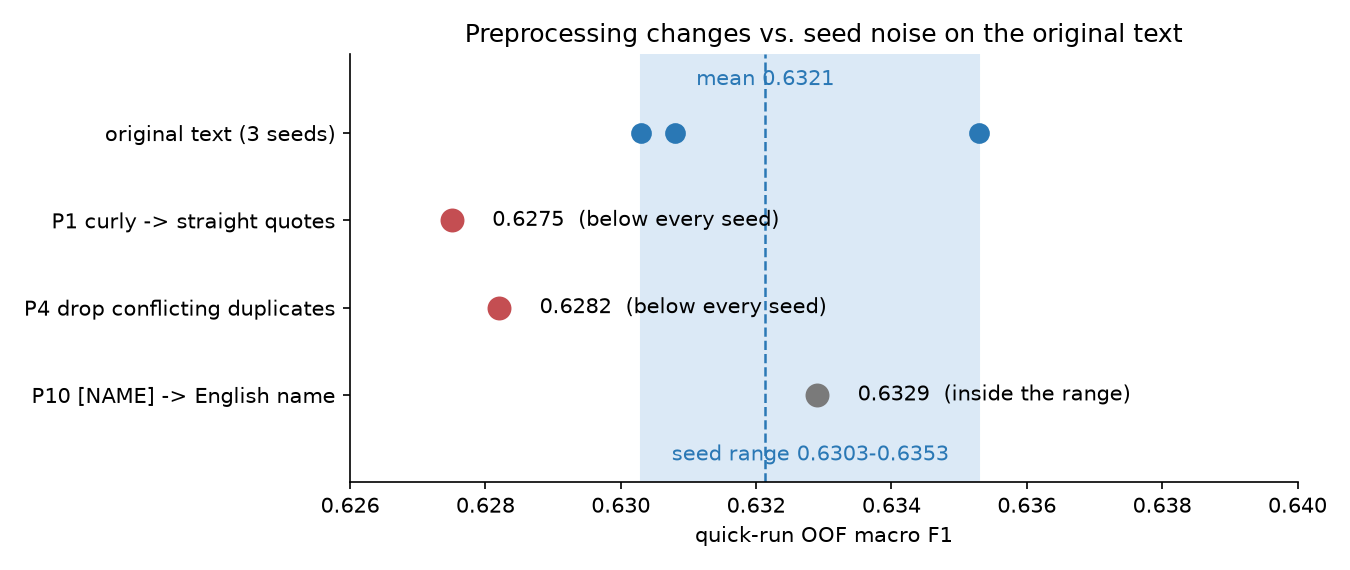 Preprocessing changes vs. seed noise on the original text
mean 0.6321
original text (3 seeds)
P1 curly -> straight quotes
0.6275 (below every seed)
P4 drop conflicting duplicates
0.6282 (below every seed)
P10 [NAME] -> English name
0.6329 (inside the range)
seed range 0.6303-0.6353
0.626 0.628 0.630 0.632 0.634 0.636 0.638 0.640
quick-run OOF macro F1